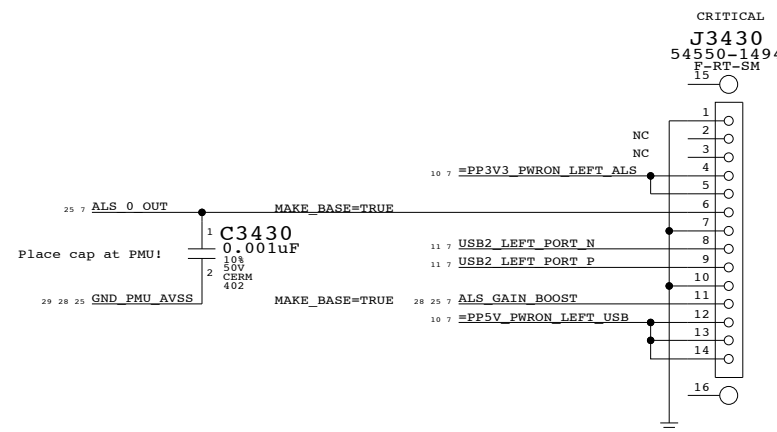 CRITICAL
J3430
54550-1494
F-RT-SM
15
1
NC 2
NC 3
10 7 =PP3V3_PWRON_LEFT_ALS 4
5
25 7 ALS_0_OUT MAKE_BASE=TRUE 6
1 C3430 7
0.001uF
Place cap at PMU! 10% 11 7 USB2_LEFT_PORT_N 8
50V
2 CERM 11 7 USB2_LEFT_PORT_P 9
402 10
29 28 25 GND_PMU_AVSS MAKE_BASE=TRUE 28 25 7 ALS_GAIN_BOOST 11
10 7 =PP5V_PWRON_LEFT_USB 12
13
14
16